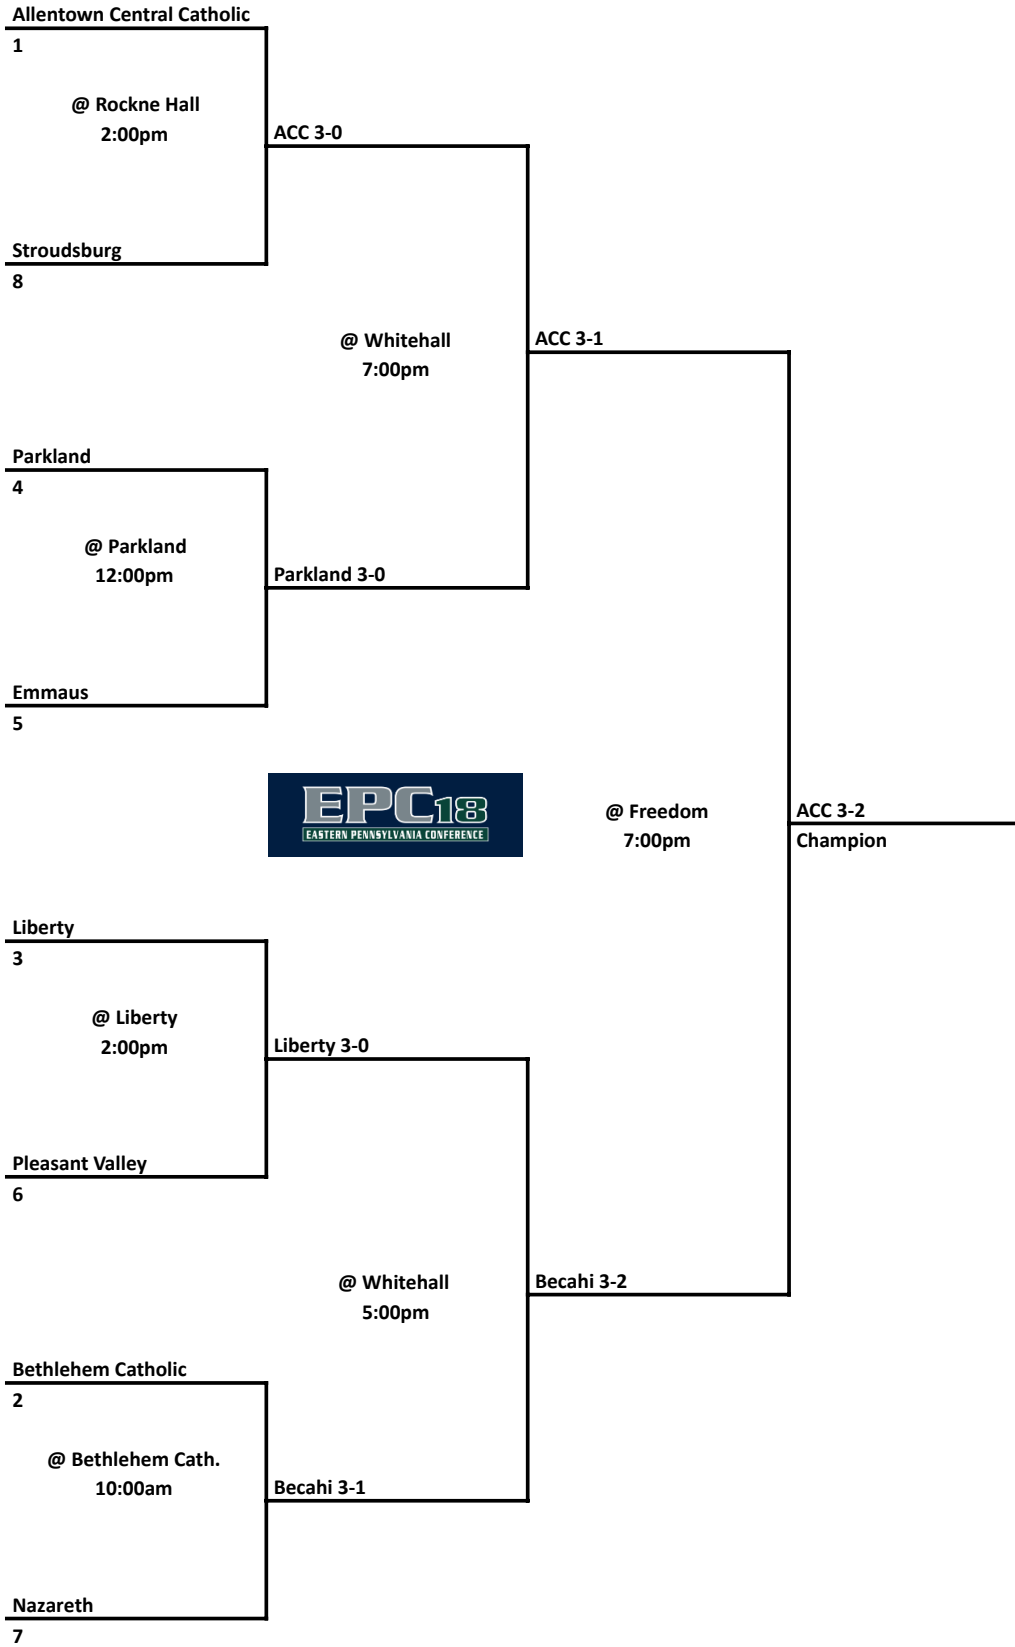 Allentown Central Catholic
1
@ Rockne Hall
2:00pm
ACC 3-0
Stroudsburg
8
@ Whitehall
7:00pm
ACC 3-1
Parkland
4
@ Parkland
12:00pm
Parkland 3-0
Emmaus
5
EPC18
EASTERN PENNSYLVANIA CONFERENCE
@ Freedom
7:00pm
ACC 3-2
Champion
Liberty
3
@ Liberty
2:00pm
Liberty 3-0
Pleasant Valley
6
@ Whitehall
5:00pm
Becahi 3-2
Bethlehem Catholic
2
@ Bethlehem Cath.
10:00am
Becahi 3-1
Nazareth
7